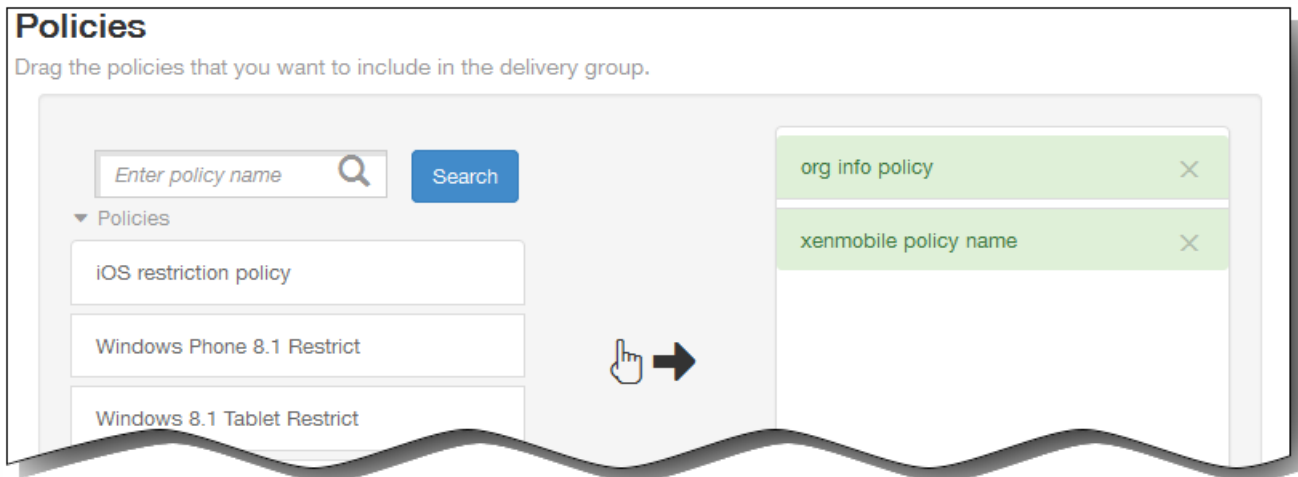 Policies
Drag the policies that you want to include in the delivery group.
Enter policy name
Search
Policies
iOS restriction policy
Windows Phone 8.1 Restrict
Windows 8.1 Tablet Restrict
org info policy
xenmobile policy name